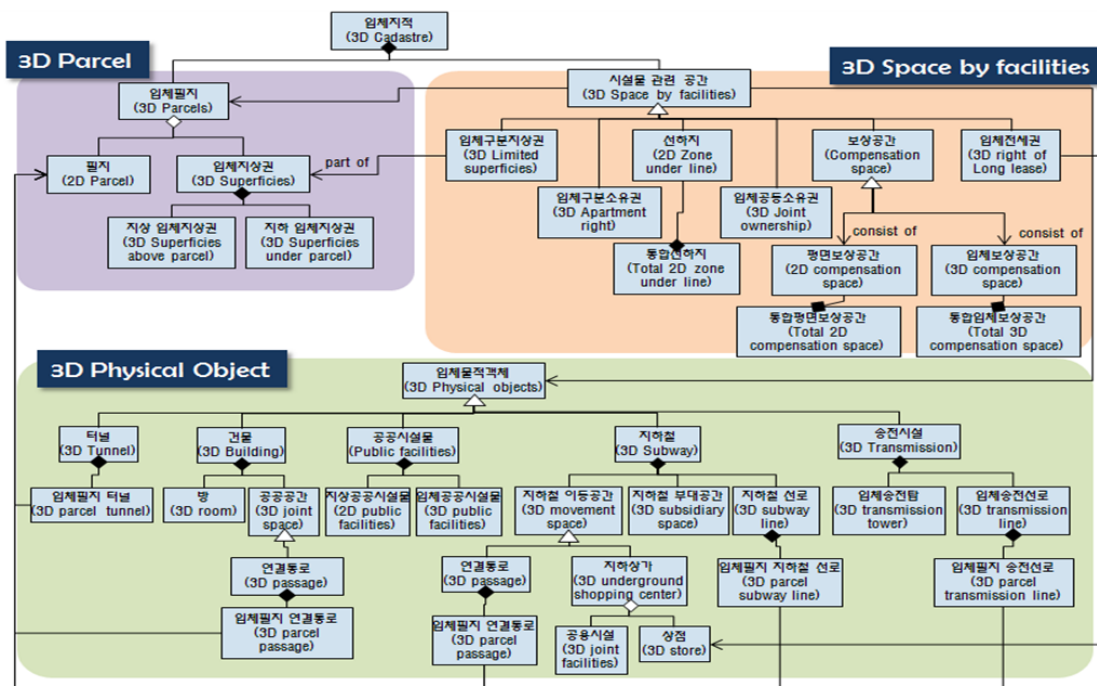 입체지적
(3D Cadastre)
3D Parcel
3D Space by facilities
입체필지
(3D Parcels)
시설물 관련 공간
(3D Space by facilities)
필지
(2D Parcel)
입체지상권
(3D Superficies)
part of
입체구분지상권
(3D Limited
superficies)
선하지
(2D Zone
under line)
보상공간
(Compensation
space)
입체전세권
(3D right of
Long lease)
지상 입체지상권
(3D Superficies
above parcel)
지하 입체지상권
(3D Superficies
under parcel)
입체구분소유권
(3D Apartment
right)
입체공동소유권
(3D Joint
ownership)
consist of
consist of
통합선하지
(Total 2D zone
under line)
평면보상공간
(2D compensation
space)
입체보상공간
(3D compensation
space)
통합평면보상공간
(Total 2D
compensation space)
통합입체보상공간
(Total 3D
compensation space)
3D Physical Object
입체물적객체
(3D Physical objects)
터널
(3D Tunnel)
건물
(3D Building)
공공시설물
(Public facilities)
지하철
(3D Subway)
송전시설
(3D Transmission)
입체필지 터널
(3D parcel tunnel)
방
(3D room)
공공공간
(3D joint
space)
지상공공시설물
(2D public
facilities)
입체공공시설물
(3D public
facilities)
지하철 이동공간
(3D movement
space)
지하철 부대공간
(3D subsidiary
space)
지하철 선로
(3D subway
line)
입체송전탑
(3D transmission
tower)
입체송전선로
(3D transmission
line)
연결통로
(3D passage)
연결통로
(3D passage)
지하상가
(3D underground
shopping center)
입체필지 지하철 선로
(3D parcel
subway line)
입체필지 송전선로
(3D parcel
transmission line)
입체필지 연결통로
(3D parcel
passage)
입체필지 연결통로
(3D parcel
passage)
공용시설
(3D joint
facilities)
상점
(3D store)